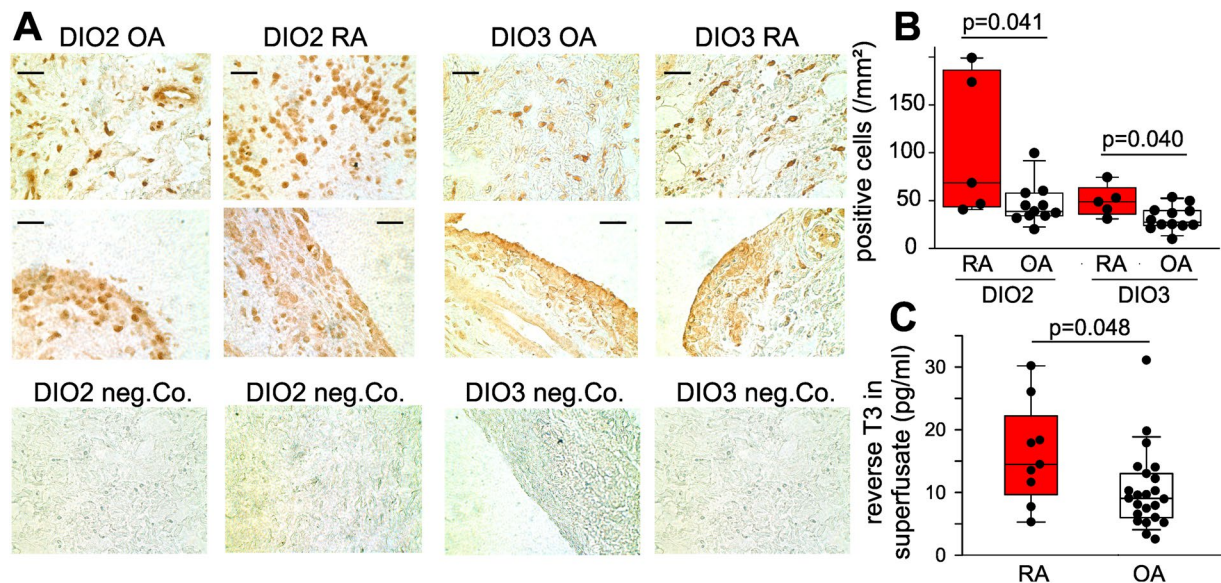 A
DIO2 OA
DIO2 RA
DIO3 OA
DIO3 RA
DIO2 neg.Co.
DIO2 neg.Co.
DIO3 neg.Co.
DIO3 neg.Co.
B
p=0.041
p=0.040
positive cells (/mm²)
150
100
50
0
RA
OA
RA
OA
DIO2
DIO3
C
p=0.048
reverse T3 in
superfusate (pg/ml)
30
20
10
0
RA
OA